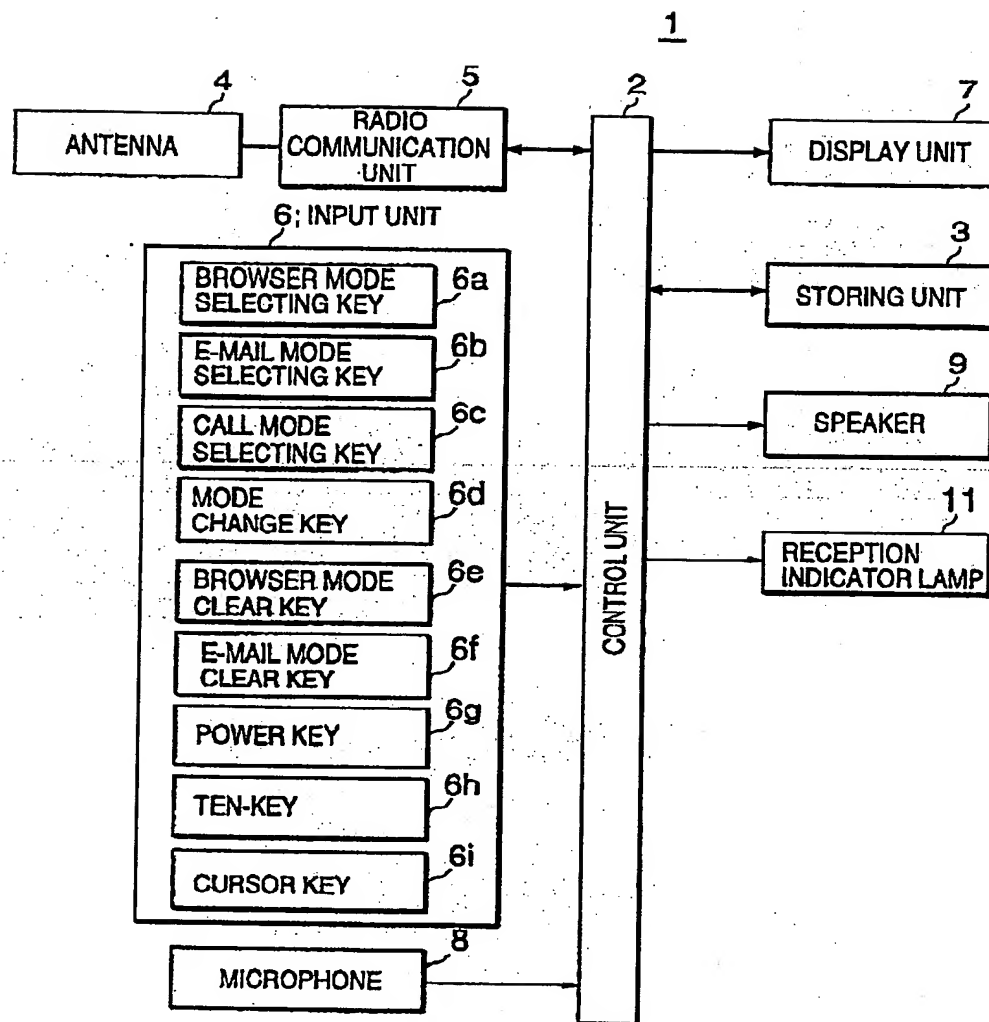 1
4
ANTENNA
5
RADIO
COMMUNICATION
UNIT
2
CONTROL UNIT
7
DISPLAY UNIT
6; INPUT UNIT
BROWSER MODE
SELECTING KEY
6a
E-MAIL MODE
SELECTING KEY
6b
CALL MODE
SELECTING KEY
6c
MODE
CHANGE KEY
6d
BROWSER MODE
CLEAR KEY
6e
E-MAIL MODE
CLEAR KEY
6f
POWER KEY
6g
TEN-KEY
6h
CURSOR KEY
6i
3
STORING UNIT
9
SPEAKER
11
RECEPTION
INDICATOR LAMP
8
MICROPHONE